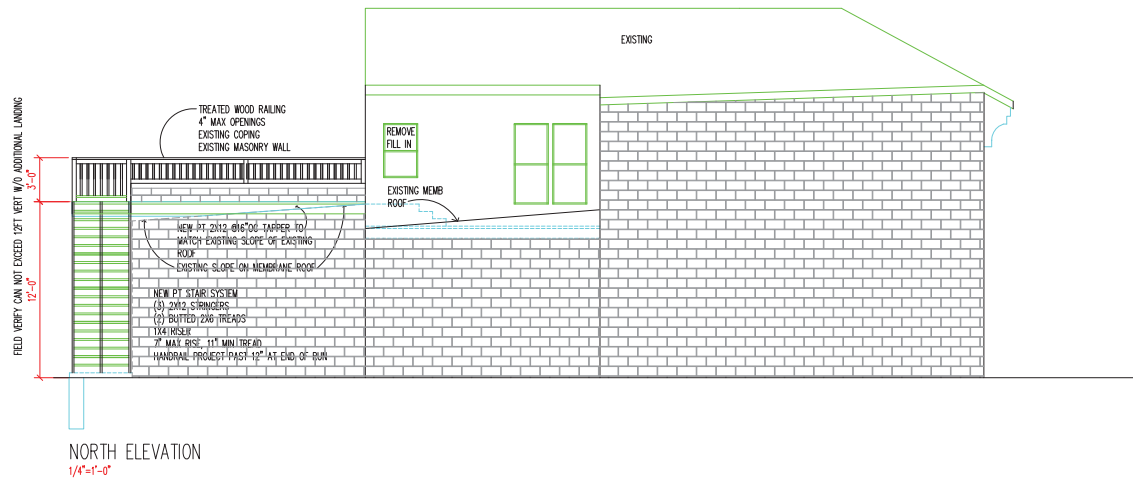 EXISTING
TREATED WOOD RAILING
4" MAX OPENINGS
EXISTING COPING
EXISTING MASONRY WALL
REMOVE
FILL IN
EXISTING MEMB
ROOF
FIELD VERIFY CAN NOT EXCEED 12FT VERT W/O ADDITIONAL LANDING
3'-0"
12'-0"
NEW PT 2X12 @16"OC TAPPER TO
MATCH EXISTING SLOPE OF EXISTING
ROOF
EXISTING SLOPE ON MEMBRANE ROOF
NEW PT STAIR SYSTEM
(3) 2X12 STRINGERS
(2) BUTTED 2X6 TREADS
1X4 RISER
7" MAX RISE, 11" MIN TREAD
HANDRAIL PROJECT PAST 12" AT END OF RUN
NORTH ELEVATION
1/4"=1'-0"